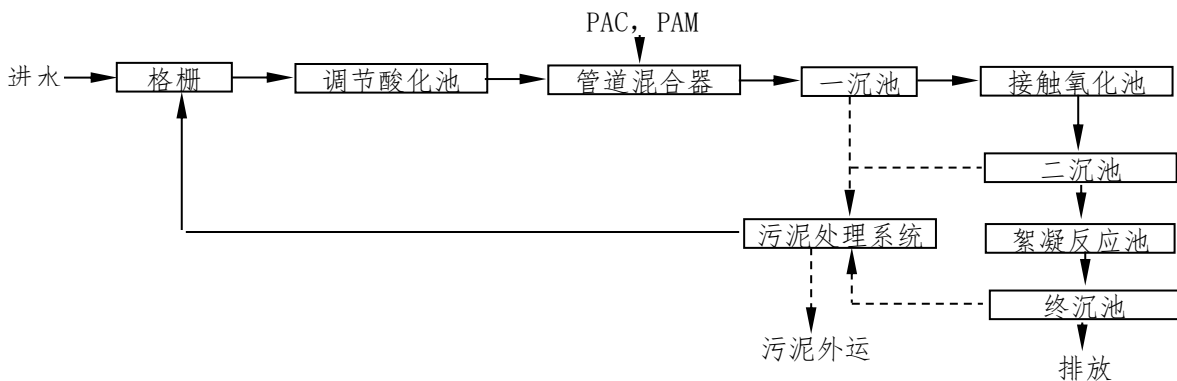 PAC，PAM
进水
格栅
调节酸化池
管道混合器
一沉池
接触氧化池
二沉池
污泥处理系统
絮凝反应池
终沉池
污泥外运
排放